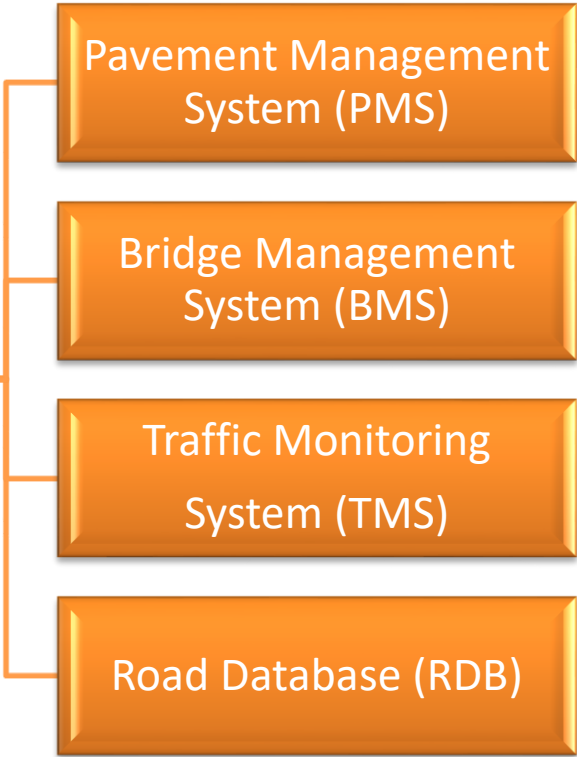 Pavement Management
System (PMS)
Bridge Management
System (BMS)
Traffic Monitoring
System (TMS)
Road Database (RDB)